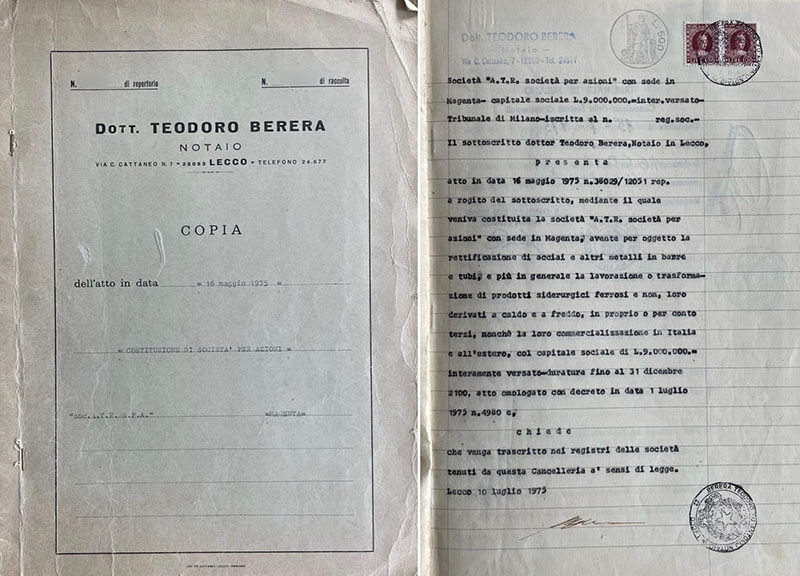 N. di repertorio N. di raccolta
DOTT. TEODORO BERERA
NOTAIO
VIA C. CATTANEO N. 7 - 22053 LECCO - TELEFONO 24.677
COPIA
dell'atto in data = 16 maggio 1975 =
= COSTITUZIONE DI SOCIETA' PER AZIONI =
"SOC.A.T.R. S.P.A." =MAGENTA=
Dott. TEODORO BERERA
Notaio
Via C. Cattaneo, 7 - LECCO - Tel. 24677
L. 500
Società "A.T.R. società per azioni" con sede in
Magenta- capitale sociale L.9.000.000.=inter.versato-
Tribunale di Milano-iscritta al n. reg.soc.-
Il sottoscritto dottor Teodoro Berera,Notaio in Lecco,
p r e s e n t a
atto in data 16 maggio 1975 n.38029/12051 rep.
a rogito del sottoscritto, mediante il quale
veniva costituita la società "A.T.R. società per
azioni" con sede in Magenta, avente per oggetto la
rettificazione di acciai e altri metalli in barre
e tubi, e più in generale la lavorazione o trasforma-
zione di prodotti siderurgici ferrosi e non, loro
derivati a caldo e a freddo, in proprio o per conto
terzi, nonchè la loro commercializzazione in Italia
e all'estero, col capitale sociale di L.9.000.000.=
interamente versato-duratura fino al 31 dicembre
2100, atto omologato con decreto in data 1 luglio
1975 n.4980 e,
c h i e d e
che venga trascritto nei registri delle società
tenuti da questa Cancelleria a' sensi di legge.
Lecco 10 luglio 1975
BERERA TEODORO